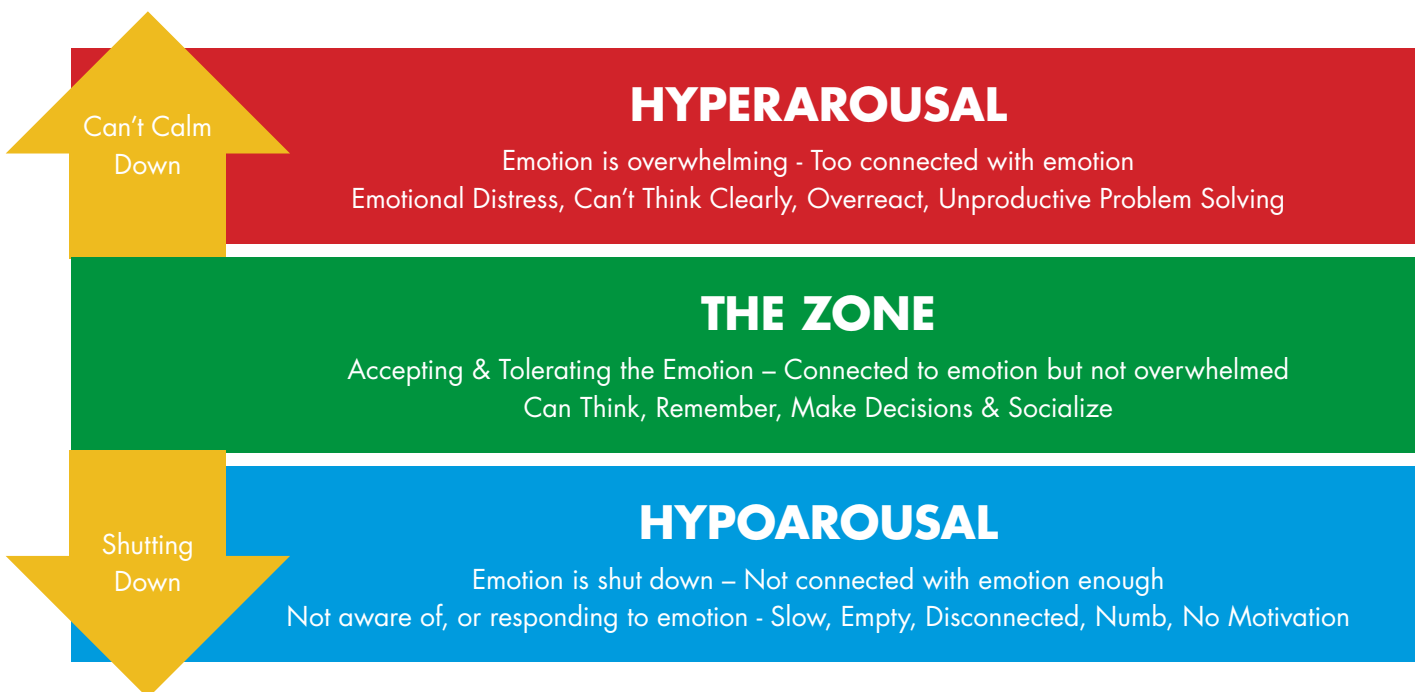 Can't Calm
Down
HYPERAROUSAL
Emotion is overwhelming - Too connected with emotion
Emotional Distress, Can't Think Clearly, Overreact, Unproductive Problem Solving
THE ZONE
Accepting & Tolerating the Emotion – Connected to emotion but not overwhelmed
Can Think, Remember, Make Decisions & Socialize
Shutting
Down
HYPOAROUSAL
Emotion is shut down – Not connected with emotion enough
Not aware of, or responding to emotion - Slow, Empty, Disconnected, Numb, No Motivation